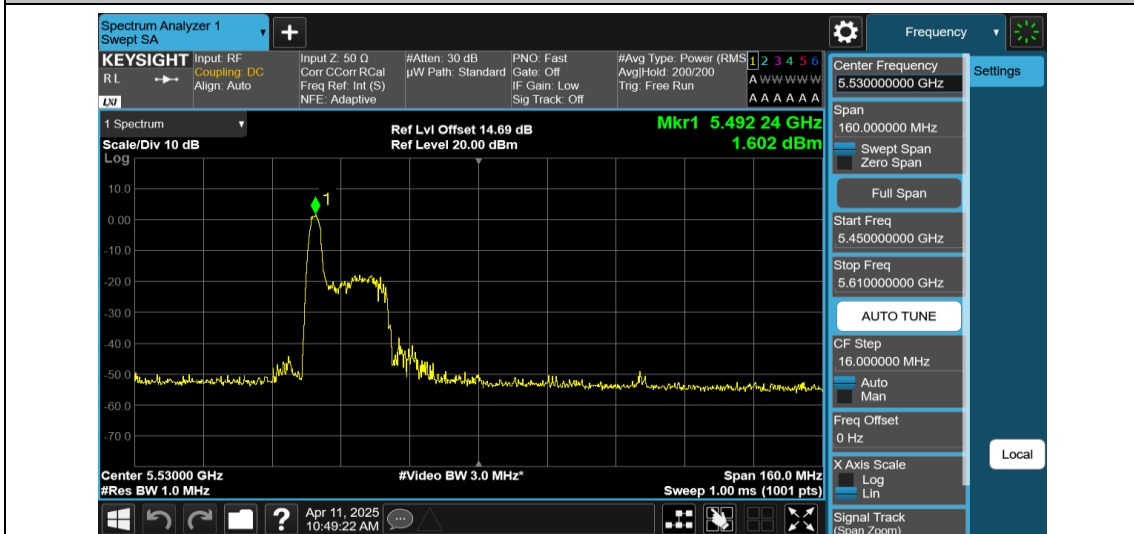 Spectrum Analyzer 1
Swept SA
Frequency
KEYSIGHT
R L
LXI
Input: RF
Coupling: DC
Align: Auto
Input Z: 50 Ω
Corr CCorr RCal
Freq Ref: Int (S)
NFE: Adaptive
#Atten: 30 dB
µW Path: Standard
PNO: Fast
Gate: Off
IF Gain: Low
Sig Track: Off
#Avg Type: Power (RMS
Avg|Hold: 200/200
Trig: Free Run
1 2 3 4 5 6
A W W W W W
A A A A A A
1 Spectrum
Scale/Div 10 dB
Log
Ref Lvl Offset 14.69 dB
Ref Level 20.00 dBm
Mkr1 5.492 24 GHz
1.602 dBm
1
10.0
0.00
-10.0
-20.0
-30.0
-40.0
-50.0
-60.0
-70.0
Center 5.53000 GHz
#Res BW 1.0 MHz
#Video BW 3.0 MHz*
Span 160.0 MHz
Sweep 1.00 ms (1001 pts)
Center Frequency
5.530000000 GHz
Settings
Span
160.000000 MHz
Swept Span
Zero Span
Full Span
Start Freq
5.450000000 GHz
Stop Freq
5.610000000 GHz
AUTO TUNE
CF Step
16.000000 MHz
Auto
Man
Freq Offset
0 Hz
X Axis Scale
Log
Lin
Local
Signal Track
(Span Zoom)
Apr 11, 2025
10:49:22 AM